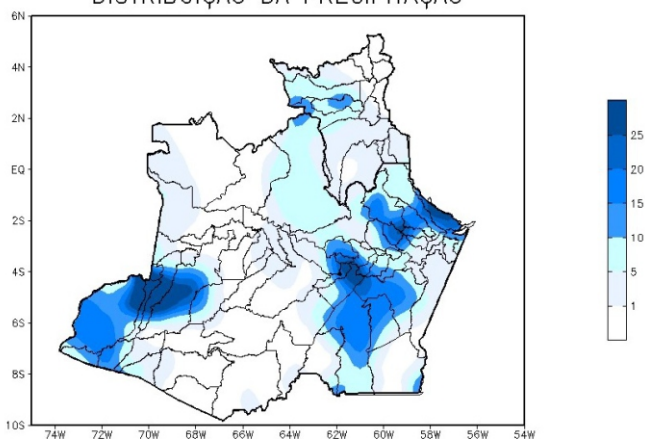 DISTRIBUIÇÃO DA PRECIPITAÇÃO
6N
4N
2N
EQ
2S
4S
6S
8S
10S
74W 72W 70W 68W 66W 64W 62W 60W 58W 56W 54W
25
20
15
10
5
1